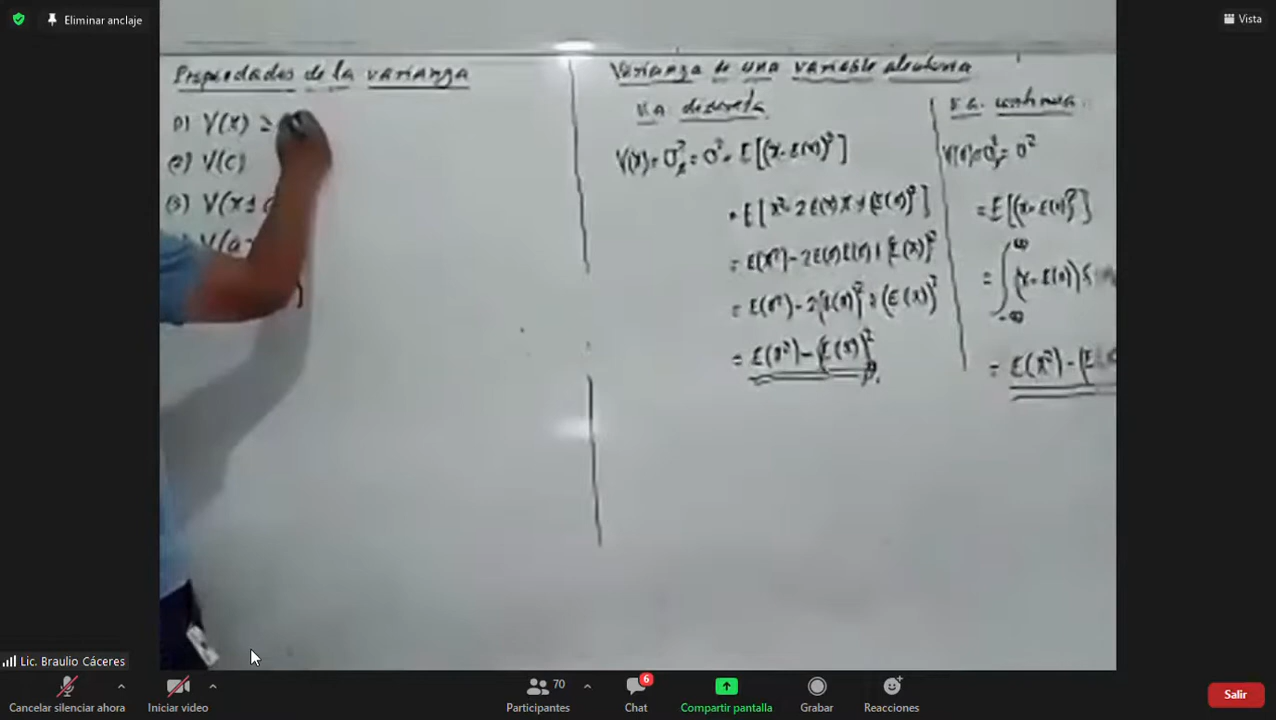 Eliminar anclaje
Vista
Propiedades de la varianza
1) V(x) ≥
2) V(c)
3) V(x±
V(a
Varianza de una variable aleatoria
v.a. discreta
V(x) = σ²ₓ = σ² = E[(x-E(x))²]
= E[x² - 2E(x)x + (E(x))²]
= E(x²) - 2E(x)E(x) + (E(x))²
= E(x²) - 2(E(x))² + (E(x))²
= E(x²) - (E(x))²
v.a. continua
V(x) = σ²ₓ = σ²
= E[(x-E(x))²]
= ∫ -∞ ∞ (x-E(x))
= E(x²) - (E
Lic. Braulio Cáceres
Cancelar silenciar ahora
Iniciar video
70
Participantes
6
Chat
Compartir pantalla
Grabar
Reacciones
Salir